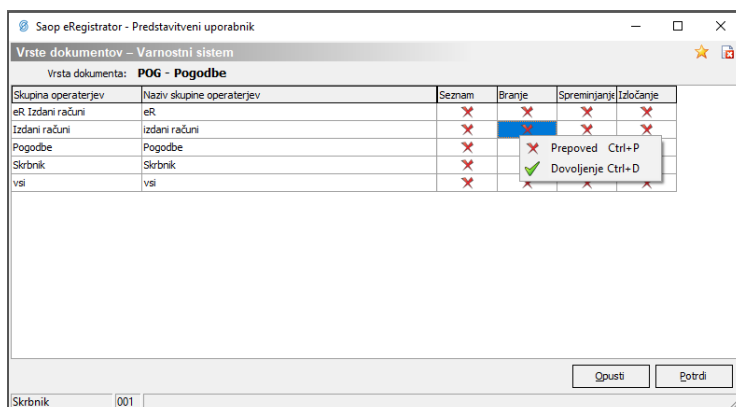 Saop eRegistrator - Predstavitveni uporabnik
Vrste dokumentov – Varnostni sistem
Vrsta dokumenta: POG - Pogodbe
Skupina operaterjev Naziv skupine operaterjev Seznam Branje Spreminjanje Izločanje
eR Izdani računi eR
Izdani računi izdani računi
Pogodbe Pogodbe
Skrbnik Skrbnik
vsi vsi
Prepoved Ctrl+P
Dovoljenje Ctrl+D
Opusti Potrdi
Skrbnik 001